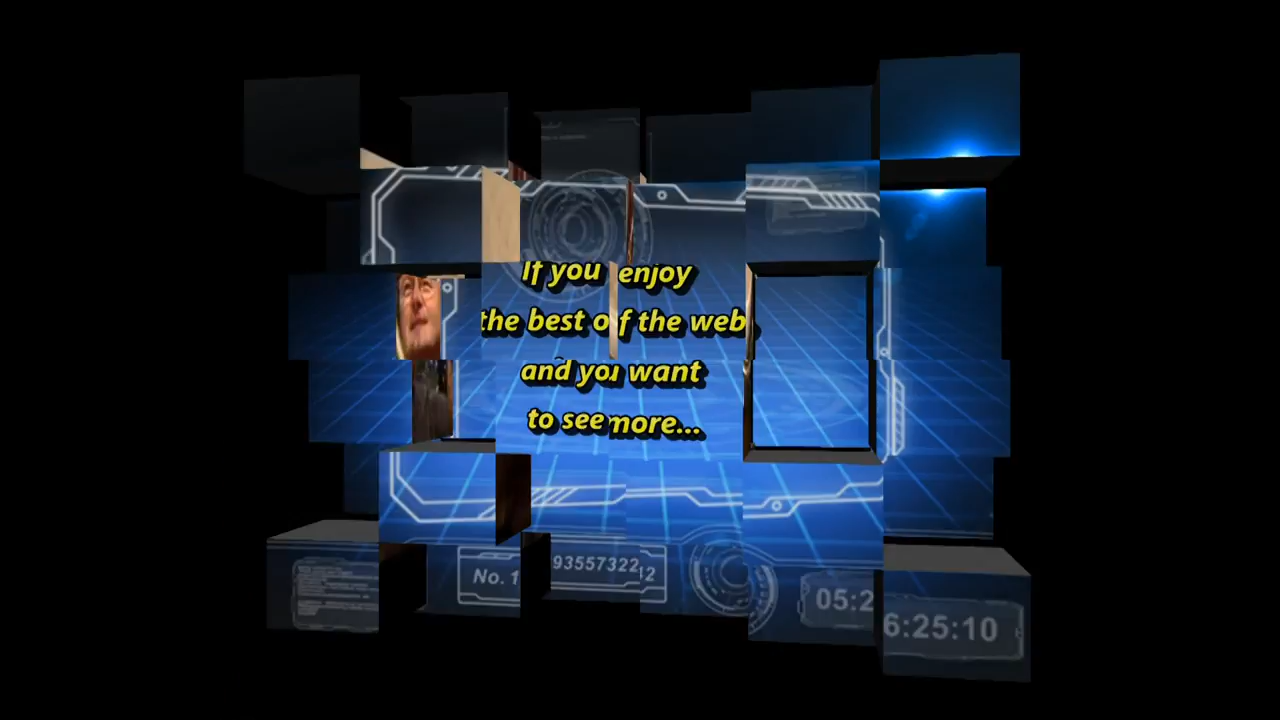 If you enjoy
the best of the web
and you want
to see more...
No. 1
93557322
12
05:2
6:25:10